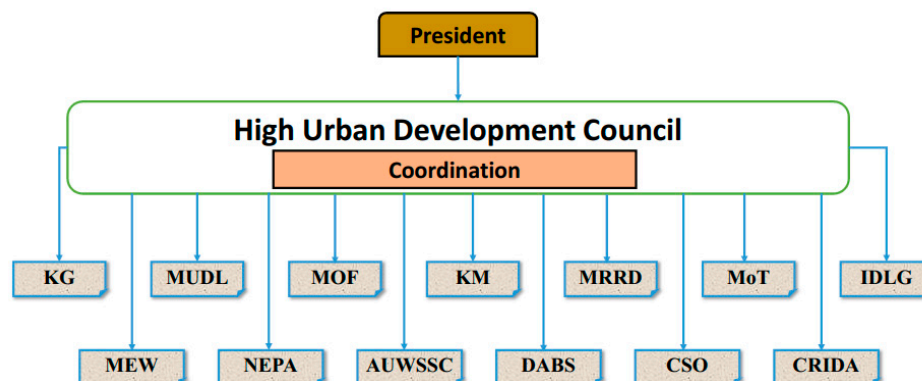 President
High Urban Development Council
Coordination
KG MUDL MOF KM MRRD MoT IDLG
MEW NEPA AUWSSC DABS CSO CRIDA